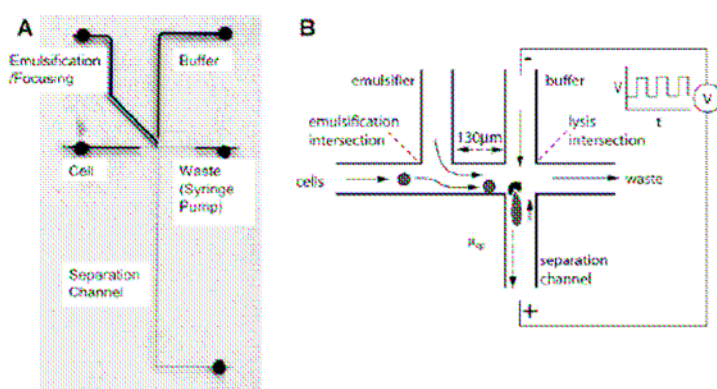 A
Emulsification
/Focusing
Buffer
Cell
Waste
(Syringe
Pump)
Separation
Channel
B
emulsifier
-
buffer
V
t
V
emulsification
intersection
130µm
lysis
intersection
cells
waste
separation
channel
+